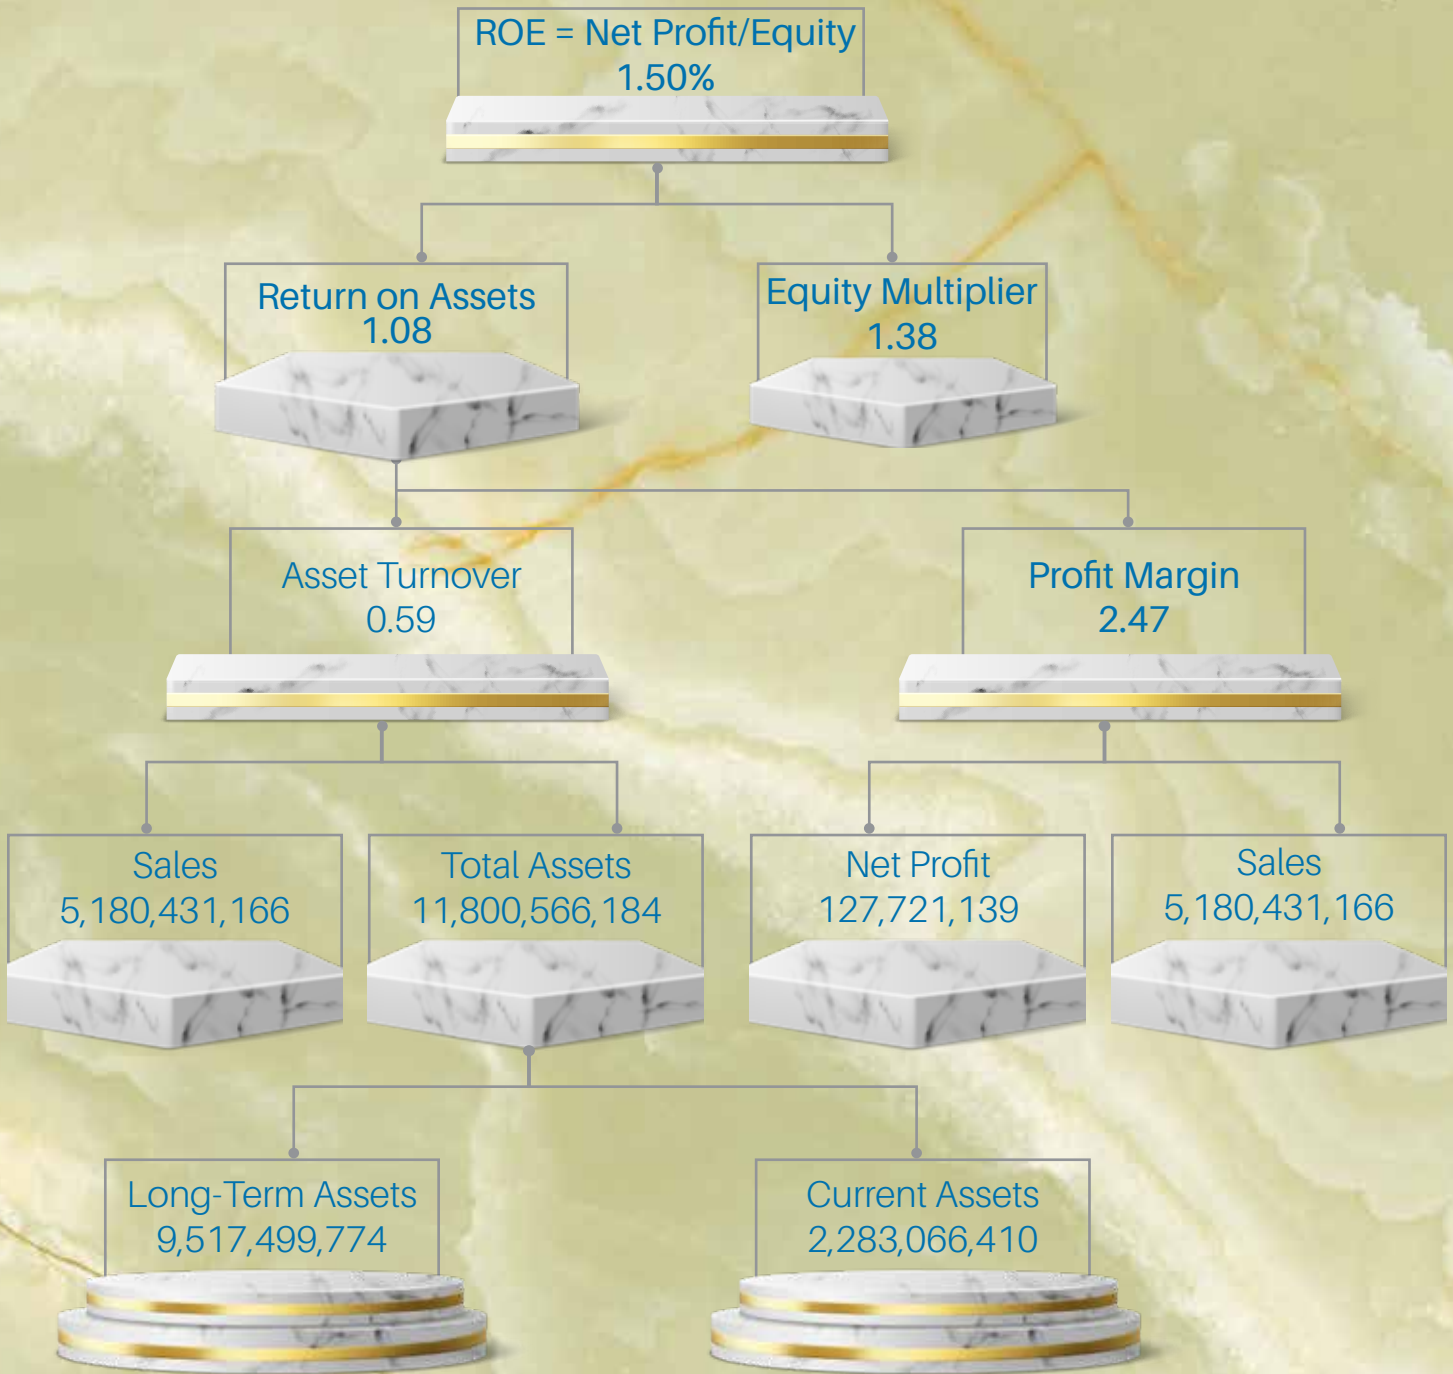 ROE = Net Profit/Equity
1.50%
Return on Assets
1.08
Equity Multiplier
1.38
Asset Turnover
0.59
Profit Margin
2.47
Sales
5,180,431,166
Total Assets
11,800,566,184
Net Profit
127,721,139
Sales
5,180,431,166
Long-Term Assets
9,517,499,774
Current Assets
2,283,066,410